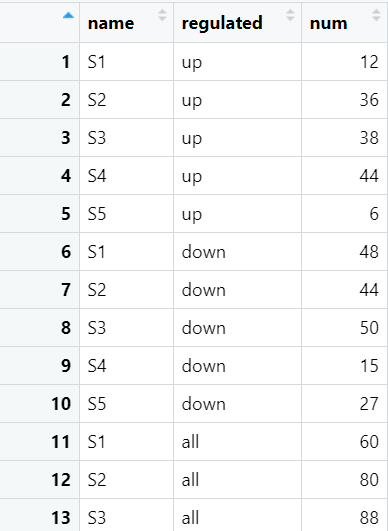 name regulated num
1 S1 up 12
2 S2 up 36
3 S3 up 38
4 S4 up 44
5 S5 up 6
6 S1 down 48
7 S2 down 44
8 S3 down 50
9 S4 down 15
10 S5 down 27
11 S1 all 60
12 S2 all 80
13 S3 all 88